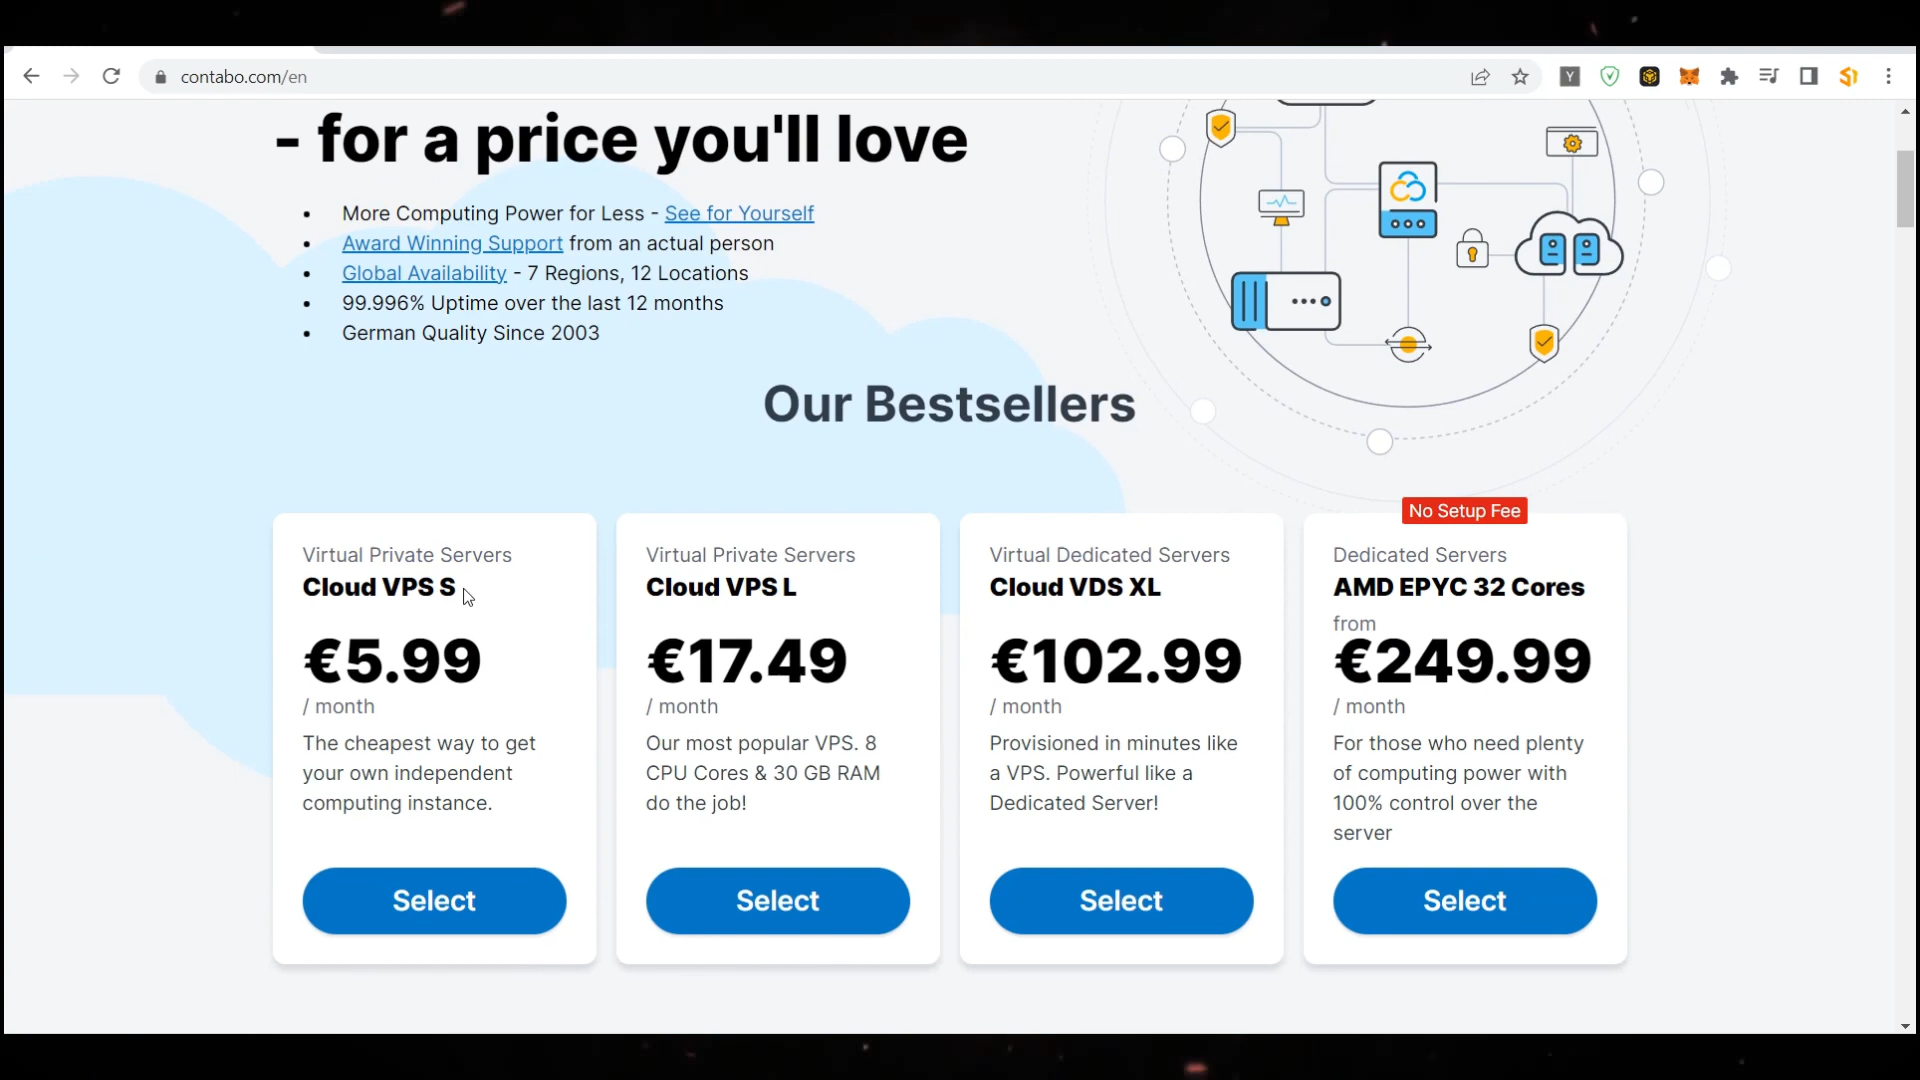 contabo.com/en
Y
- for a price you'll love
• More Computing Power for Less - See for Yourself
• Award Winning Support from an actual person
• Global Availability - 7 Regions, 12 Locations
• 99.996% Uptime over the last 12 months
• German Quality Since 2003
Our Bestsellers
Virtual Private Servers
Cloud VPS S
€5.99
/ month
The cheapest way to get
your own independent
computing instance.
Select
Virtual Private Servers
Cloud VPS L
€17.49
/ month
Our most popular VPS. 8
CPU Cores & 30 GB RAM
do the job!
Select
Virtual Dedicated Servers
Cloud VDS XL
€102.99
/ month
Provisioned in minutes like
a VPS. Powerful like a
Dedicated Server!
Select
No Setup Fee
Dedicated Servers
AMD EPYC 32 Cores
from
€249.99
/ month
For those who need plenty
of computing power with
100% control over the
server
Select